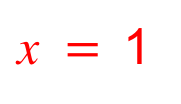 x = 1